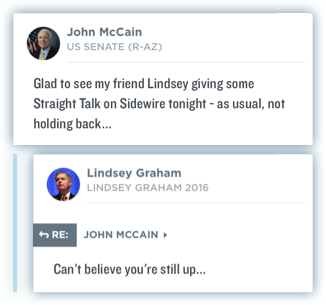 John McCain
US SENATE (R-AZ)
Glad to see my friend Lindsey giving some
Straight Talk on Sidewire tonight - as usual, not
holding back...
Lindsey Graham
LINDSEY GRAHAM 2016
RE: JOHN MCCAIN
Can't believe you're still up...